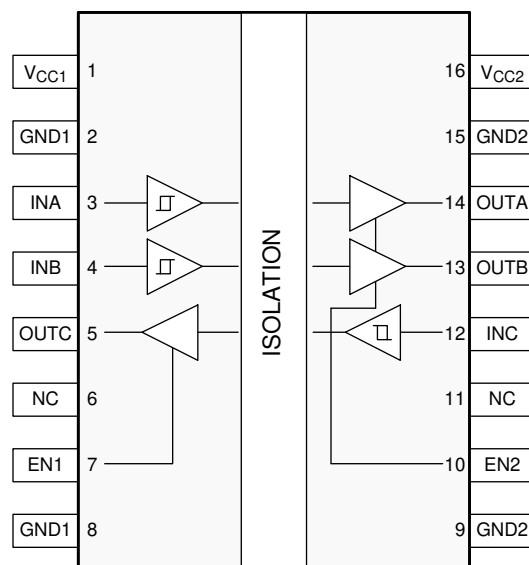 VCC1 1 16 VCC2
GND1 2 15 GND2
INA 3 14 OUTA
INB 4 13 OUTB
OUTC 5 12 INC
NC 6 11 NC
EN1 7 10 EN2
GND1 8 9 GND2
ISOLATION